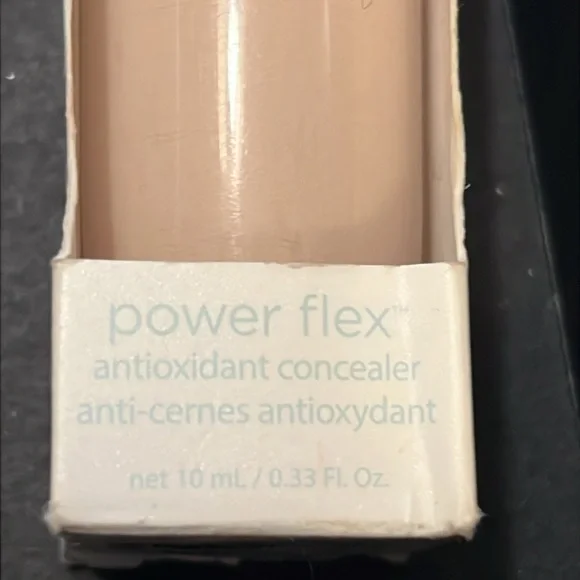 power flex™
antioxidant concealer
anti-cernes antioxydant
net 10 mL / 0.33 Fl. Oz.